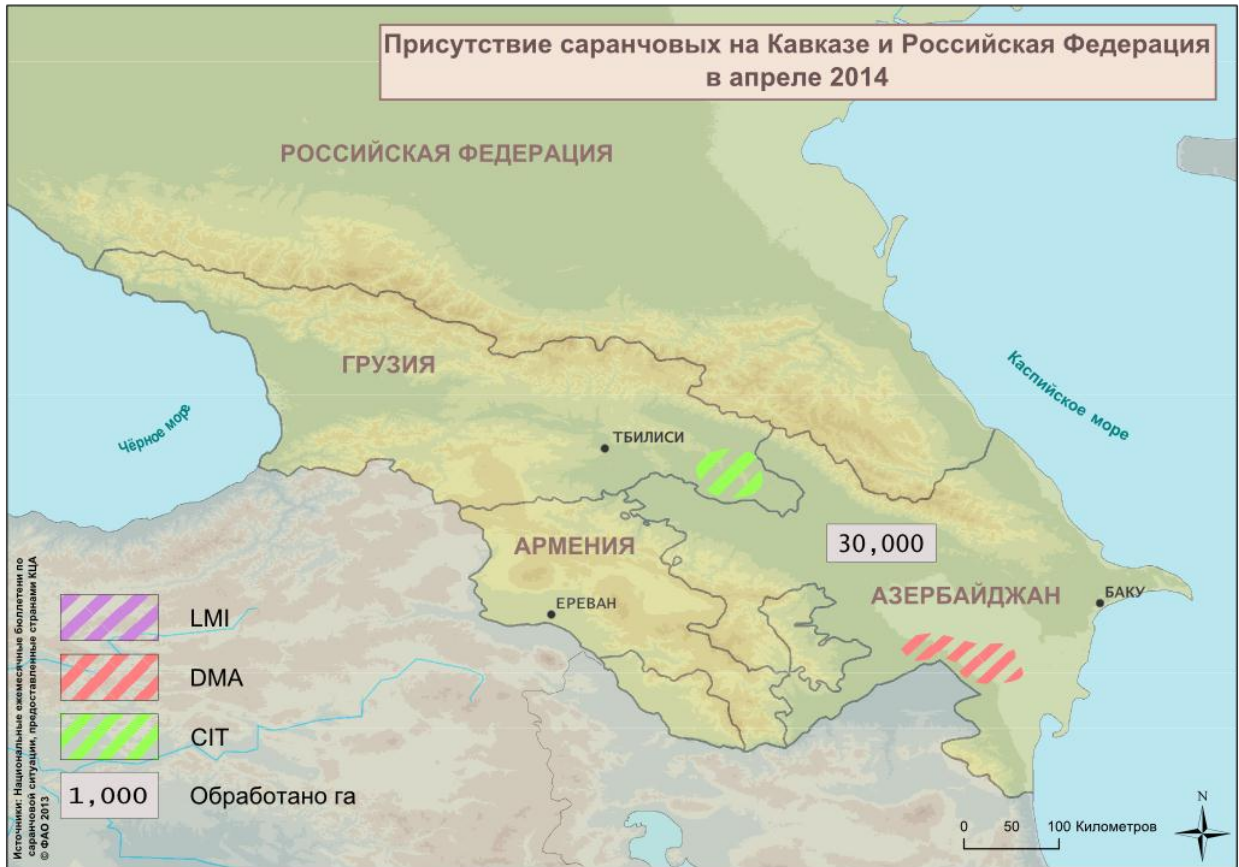 Присутствие саранчовых на Кавказе и Российская Федерация
в апреле 2014
РОССИЙСКАЯ ФЕДЕРАЦИЯ
ГРУЗИЯ
Каспийское море
Чёрное море
ТБИЛИСИ
АРМЕНИЯ
30,000
АЗЕРБАЙДЖАН
БАКУ
ЕРЕВАН
LMI
DMA
CIT
1,000 Обработано га
Источники: Национальные ежемесячные бюллетени по
саранчовой ситуации, предоставленные странами КЦА
© ФАО 2013
N
0 50 100 Километров